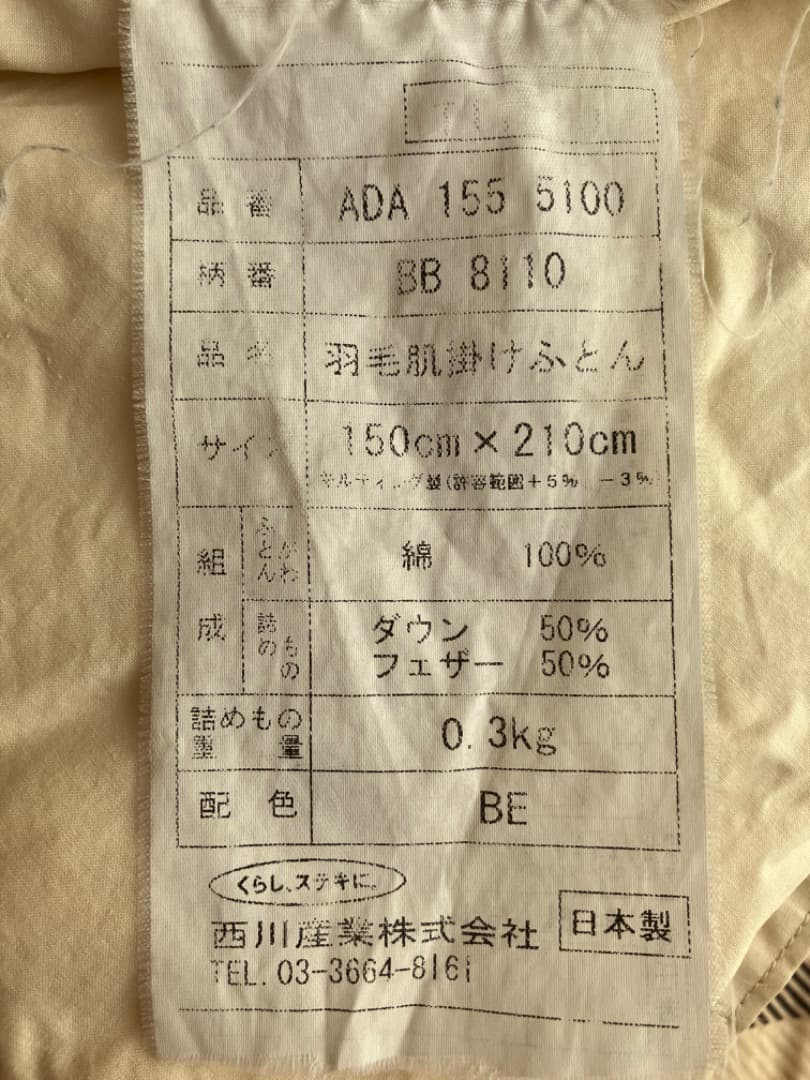 品番 ADA 155 5100
柄番 BB 8110
品名 羽毛肌掛けふとん
サイズ 150cm×210cm
キルティング製(許容範囲+5% -3%)
組成 ふとんがわ 綿 100%
詰めもの ダウン 50%
フェザー 50%
詰めもの重量 0.3kg
配色 BE
くらし、ステキに。
西川産業株式会社 日本製
TEL. 03-3664-8161